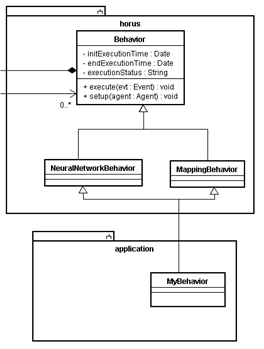 horus
Behavior
- initExecutionTime : Date
- endExecutionTime : Date
- executionStatus : String
+ execute(evt : Event) : void
+ setup(agent : Agent) : void
0..*
NeuralNetworkBehavior
MappingBehavior
application
MyBehavior